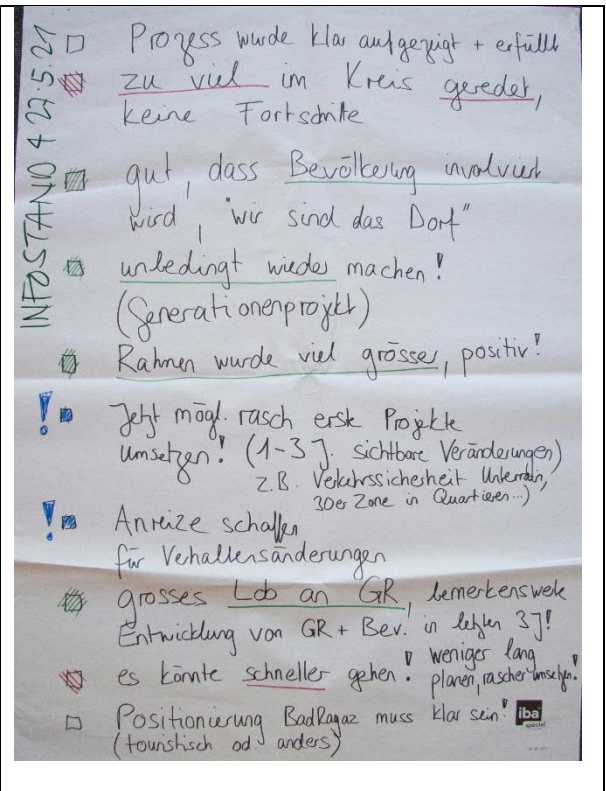 INFOSTAND 4 27.5.21
Prozess wurde klar aufgezeigt + erfüllt
zu viel im Kreis geredet,
keine Fortschritte
gut, dass Bevölkerung involviert
wird, "wir sind das Dorf"
unbedingt wieder machen!
(Generationenprojekt)
Rahmen wurde viel grösser, positiv!
! Jetzt mögl. rasch erste Projekte
umsetzen! (1-3 J. sichtbare Veränderungen)
z.B. Verkehrssicherheit Unterrain,
30er Zone in Quartieren...)
! Anreize schaffen
für Verhaltensänderungen
grosses Lob an GR, bemerkenswerte
Entwicklung von GR + Bev. in letzten 3J!
es könnte schneller gehen! weniger lang
planen, rascher umsetzen!
Positionierung BadRagaz muss klar sein!
(touristisch od. anders)
iba